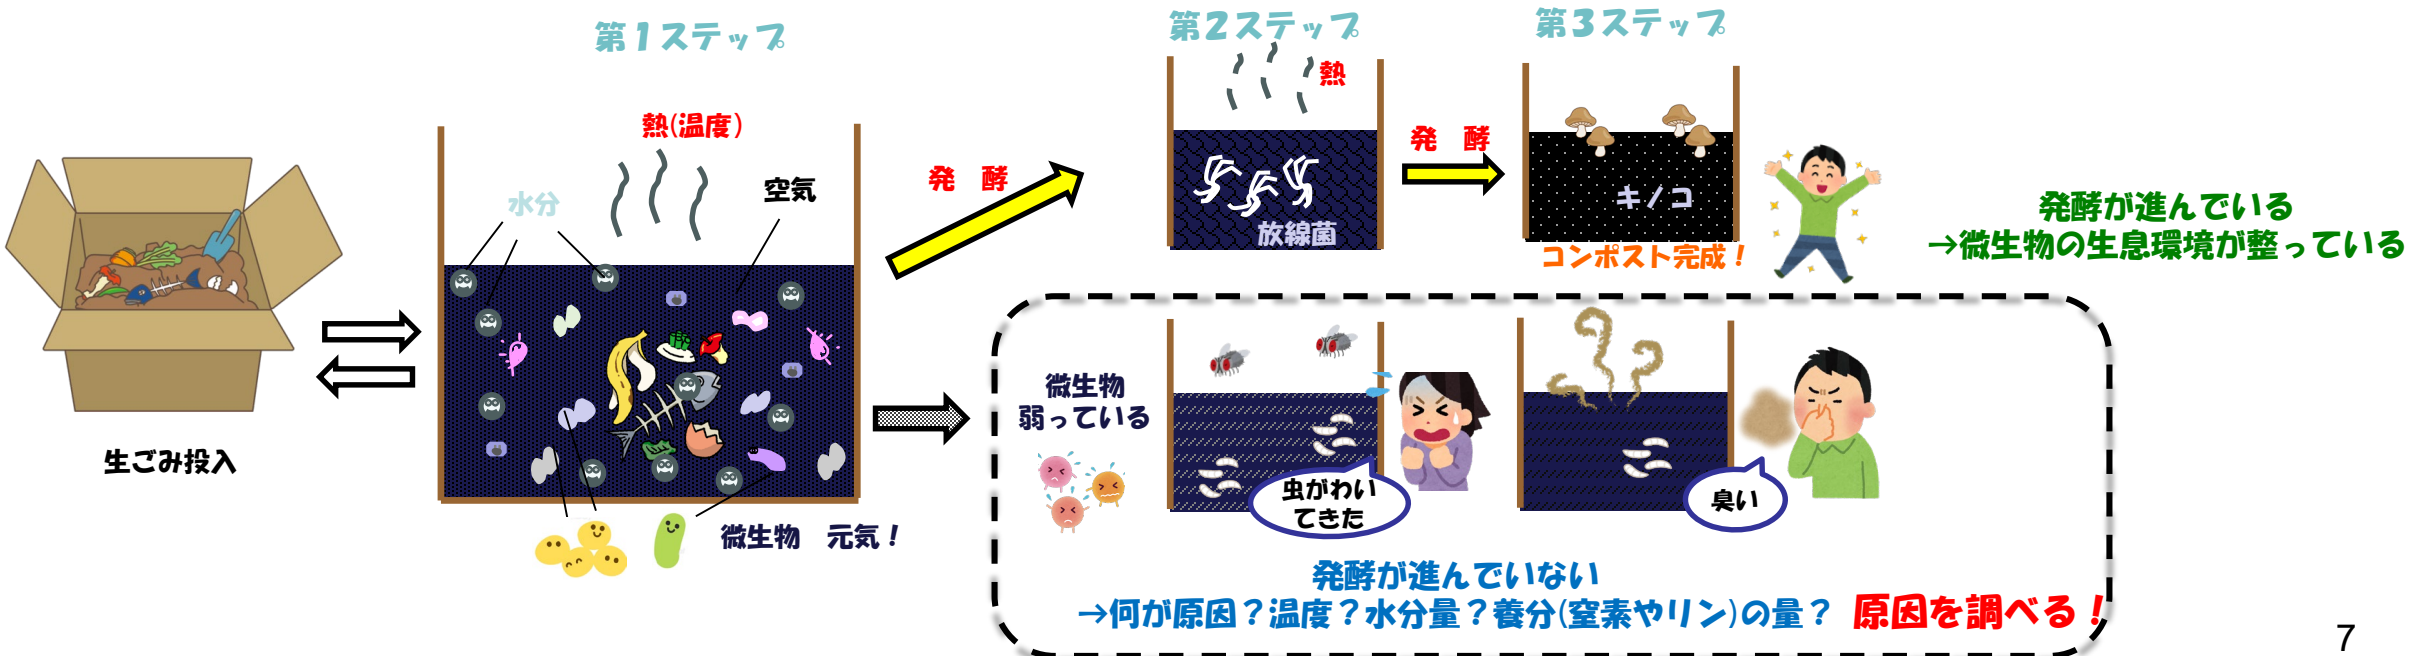 第1ステップ
熱(温度)
水分
空気
生ごみ投入
微生物　元気！
発　酵
第2ステップ
熱
放線菌
発　酵
第3ステップ
キノコ
コンポスト完成！
発酵が進んでいる
→微生物の生息環境が整っている
微生物
弱っている
虫がわい
てきた
臭い
発酵が進んでいない
→何が原因？温度？水分量？養分(窒素やリン)の量？ 原因を調べる！
7